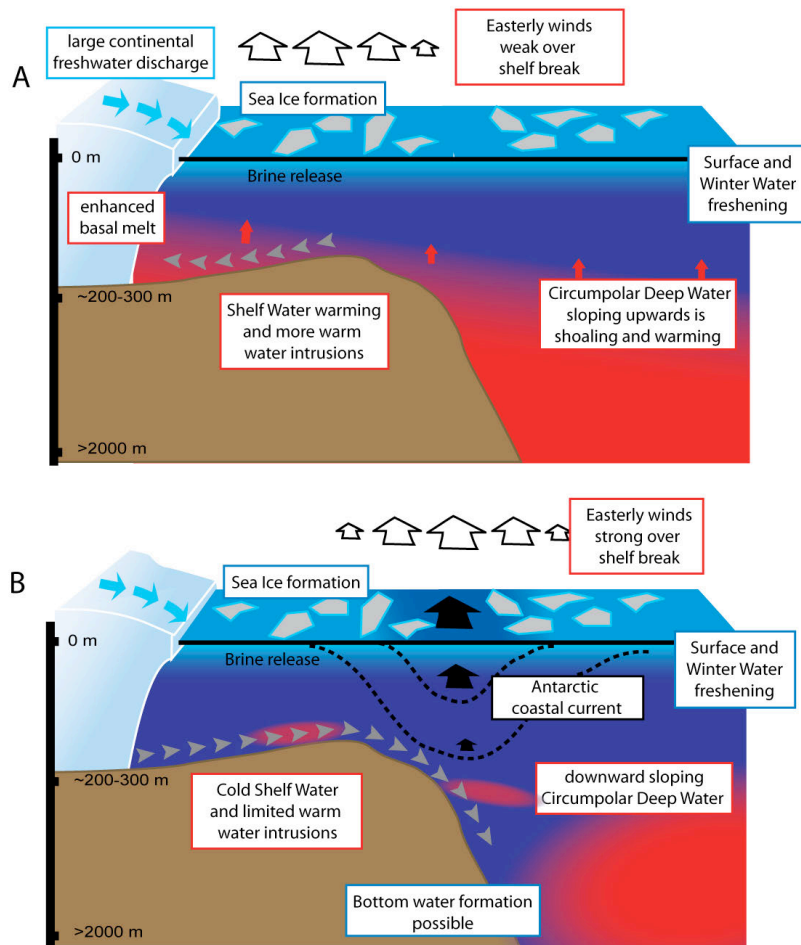 large continental
freshwater discharge
Easterly winds
weak over
shelf break
A
Sea Ice formation
0 m
Brine release
Surface and
Winter Water
freshening
enhanced
basal melt
~200-300 m
Shelf Water warming
and more warm
water intrusions
Circumpolar Deep Water
sloping upwards is
shoaling and warming
>2000 m
Easterly winds
strong over
shelf break
B
Sea Ice formation
0 m
Brine release
Surface and
Winter Water
freshening
Antarctic
coastal current
~200-300 m
Cold Shelf Water
and limited warm
water intrusions
downward sloping
Circumpolar Deep Water
Bottom water formation
possible
>2000 m